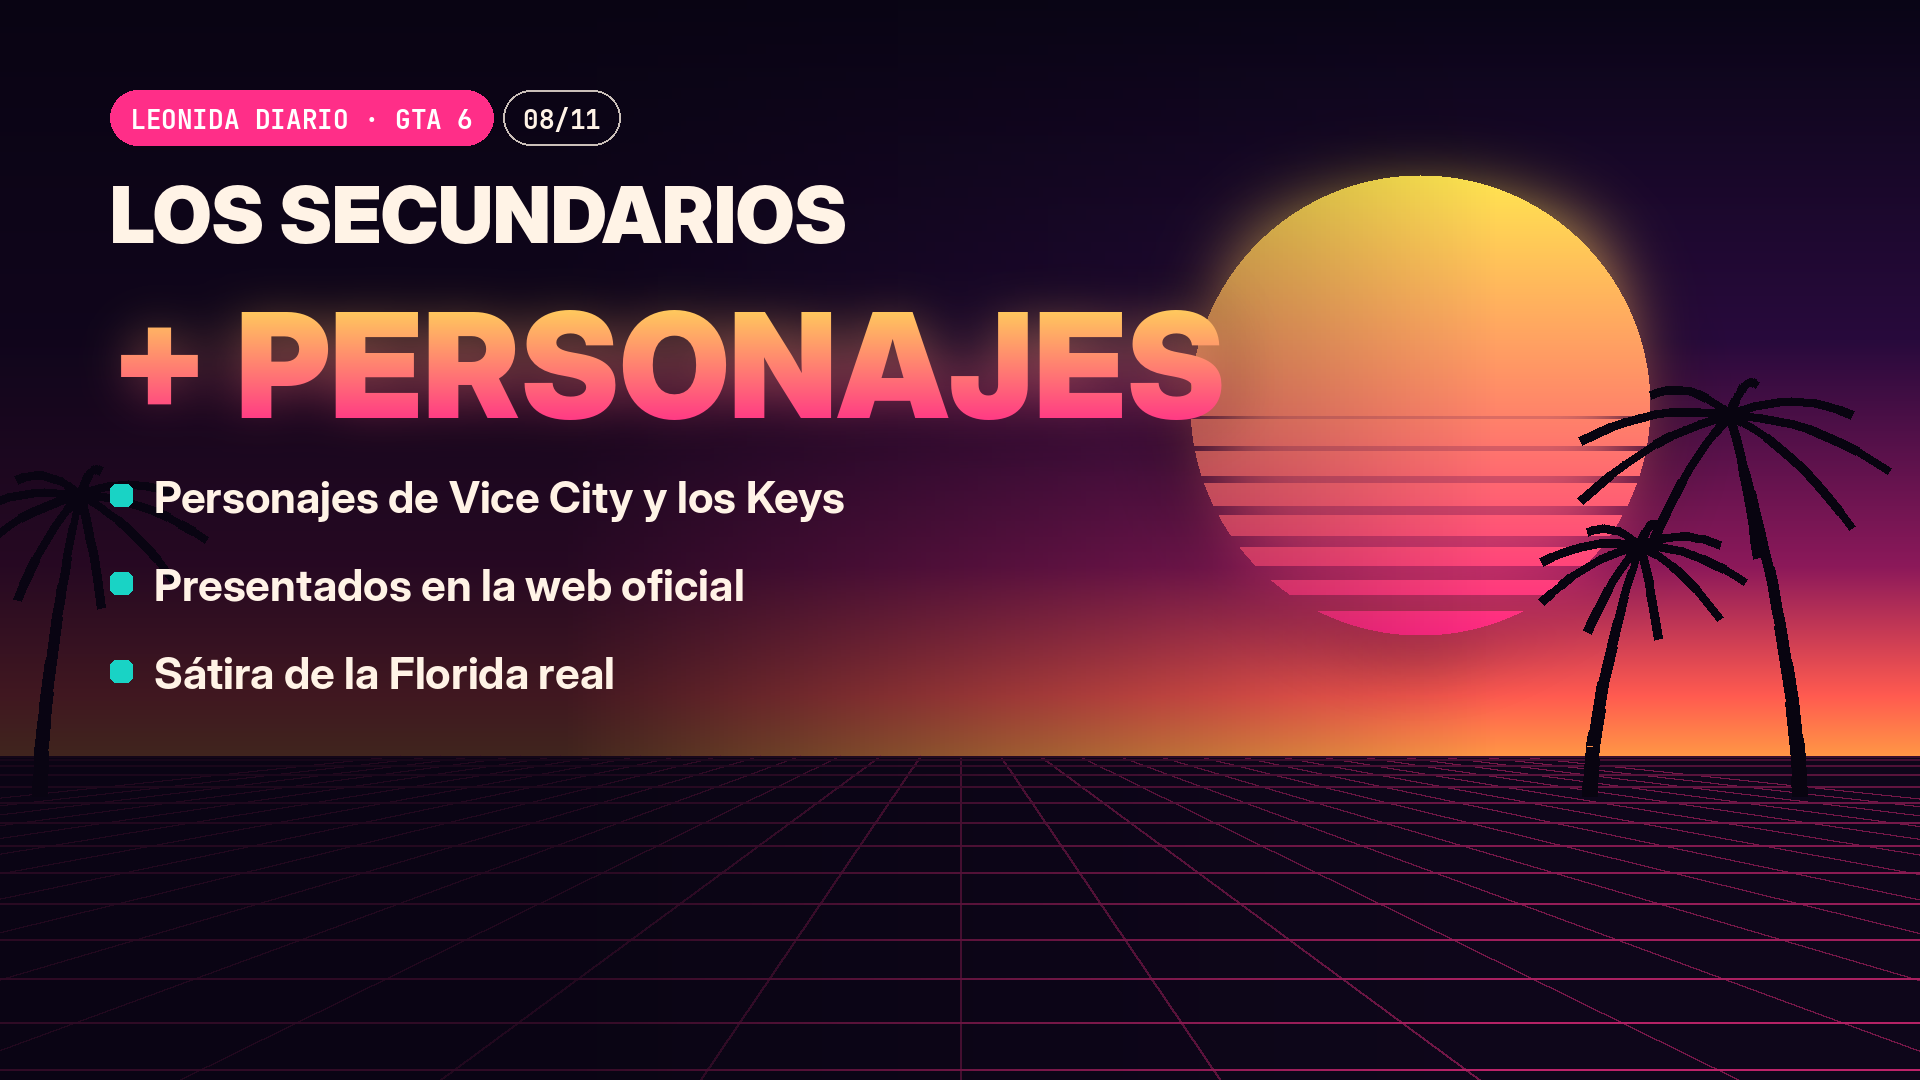 LEONIDA DIARIO · GTA 6 08/11
LOS SECUNDARIOS
+ PERSONAJES
Personajes de Vice City y los Keys
Presentados en la web oficial
Sátira de la Florida real